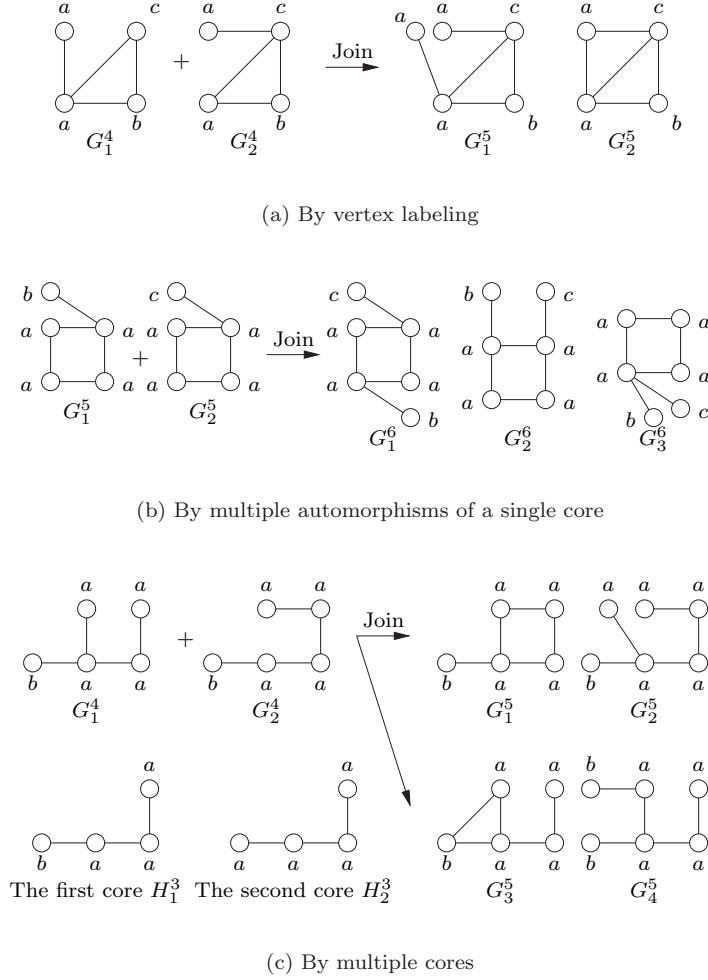 a c a c a a c a c
+ Join
a b a b a b a b
G_1^4 G_2^4 G_1^5 G_2^5
(a) By vertex labeling
b c c b c
a a a a a a a a
+ Join a a
a a a a a a a a
b a a b c
G_1^5 G_2^5 G_1^6 G_2^6 G_3^6
(b) By multiple automorphisms of a single core
a a a a a a a a a
+ Join
b a a b a a b a a b a a
G_1^4 G_2^4 G_1^5 G_2^5
a a a a b a a
b a a a a a b a a b a a
The first core H_1^3 The second core H_2^3 G_3^5 G_4^5
(c) By multiple cores